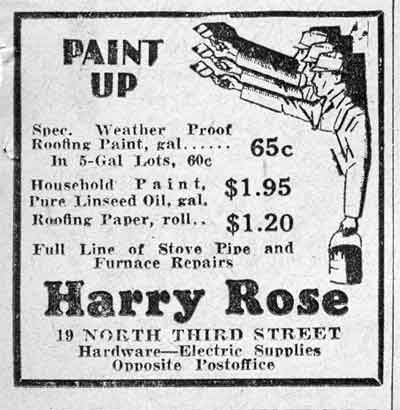 PAINT
UP
Spec. Weather Proof
Roofing Paint, gal...... 65c
In 5-Gal Lots, 60c
Household Paint,
Pure Linseed Oil, gal. $1.95
Roofing Paper, roll.. $1.20
Full Line of Stove Pipe and
Furnace Repairs
Harry Rose
19 NORTH THIRD STREET
Hardware—Electric Supplies
Opposite Postoffice